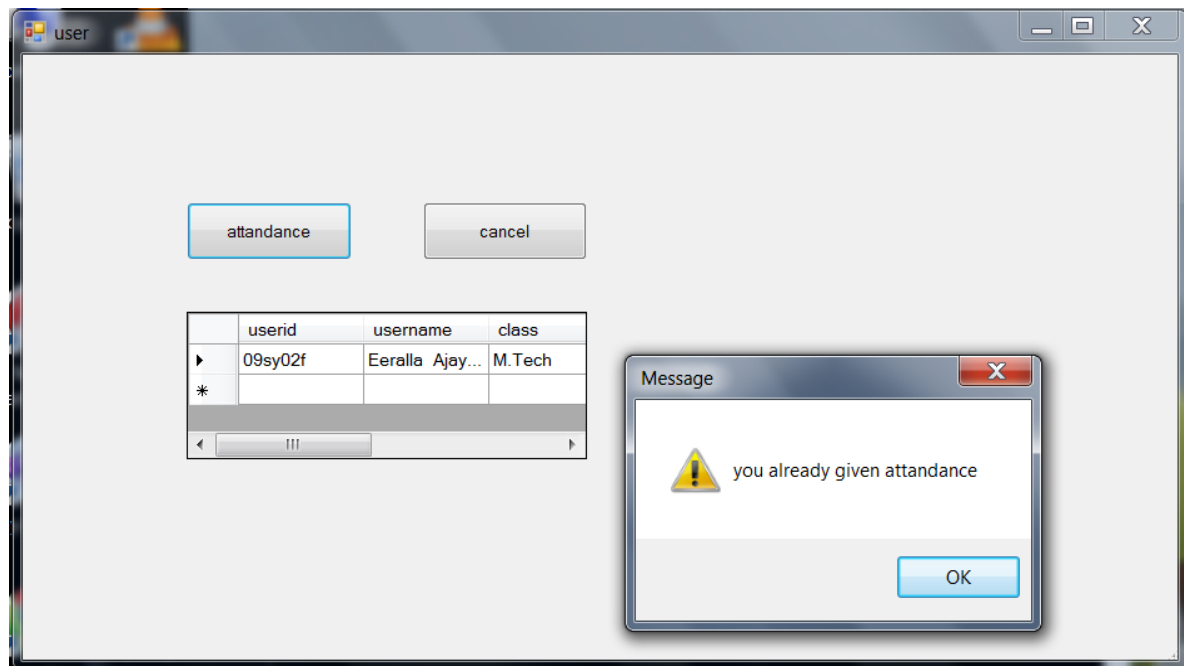 user
attandance cancel
userid username class
09sy02f Eeralla Ajay... M.Tech
Message
you already given attandance
OK